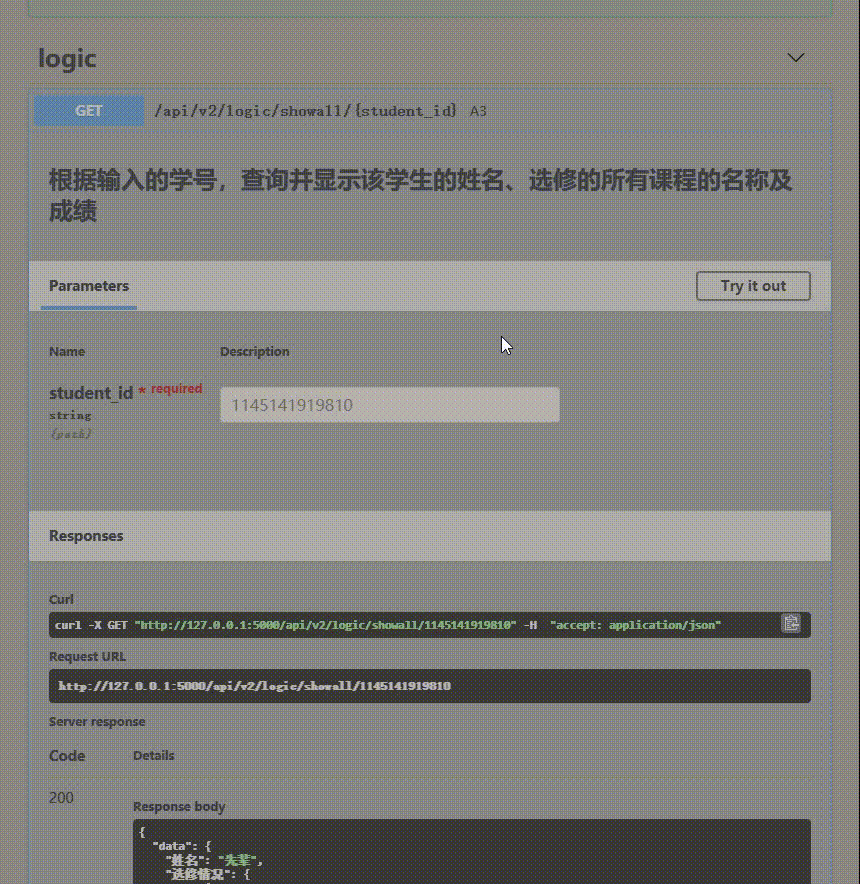 logic
GET /api/v2/logic/showall/{student_id} A3
根据输入的学号，查询并显示该学生的姓名、选修的所有课程的名称及
成绩
Parameters Try it out
Name Description
student_id * required 1145141919810
string
(path)
Responses
Curl
curl -X GET "http://127.0.0.1:5000/api/v2/logic/showall/1145141919810" -H  "accept: application/json"
Request URL
http://127.0.0.1:5000/api/v2/logic/showall/1145141919810
Server response
Code Details
200
Response body
{
"data": {
"姓名": "先辈",
"选修情况": {